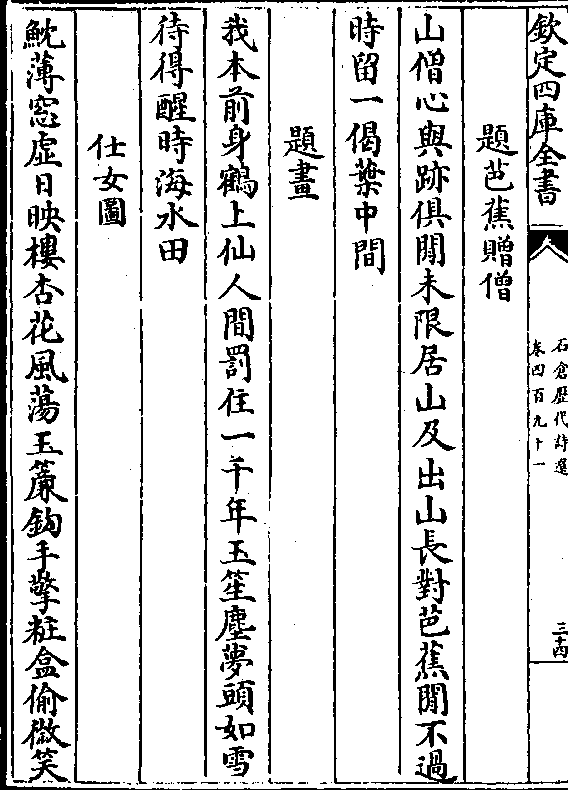 欽定四庫全書
石倉歷代詩選
卷四百九十一
三十四
題芭蕉贈僧
山僧心與跡俱閒未限居山及出山長對芭蕉閒不過
時留一偈葉中間
題畫
我本前身鶴上仙人間罰住一千年玉笙塵夢頭如雪
待得醒時海水田
仕女圖
魫薄窓虛日映樓杏花風蕩玉簾鈎手擎粧盒偷微笑